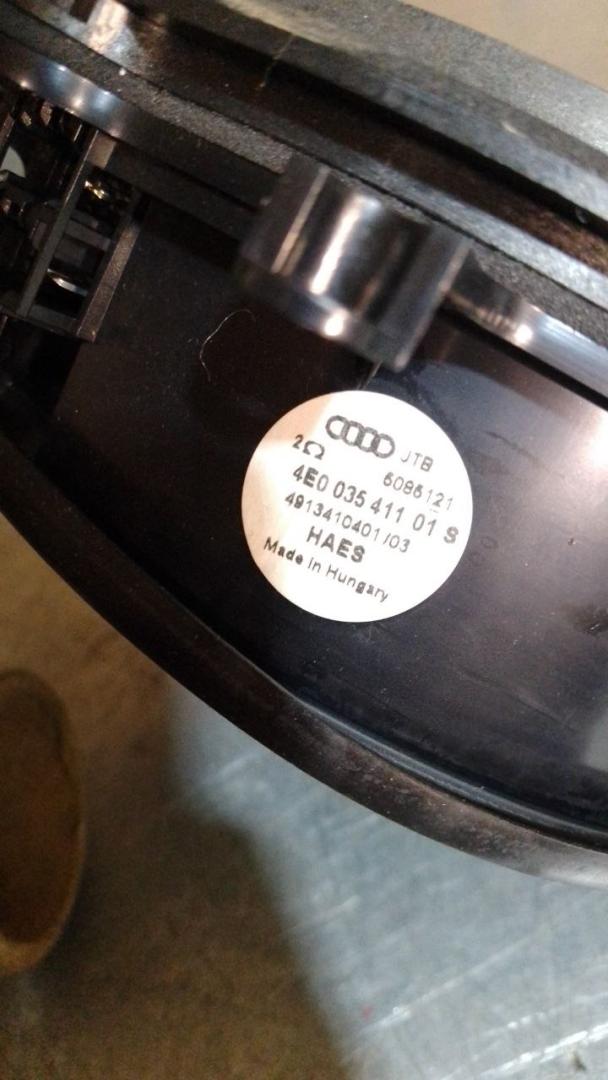 JTB
2Ω 6086121
4E0 035 411 01 S
4913410401/03
HAES
Made in Hungary